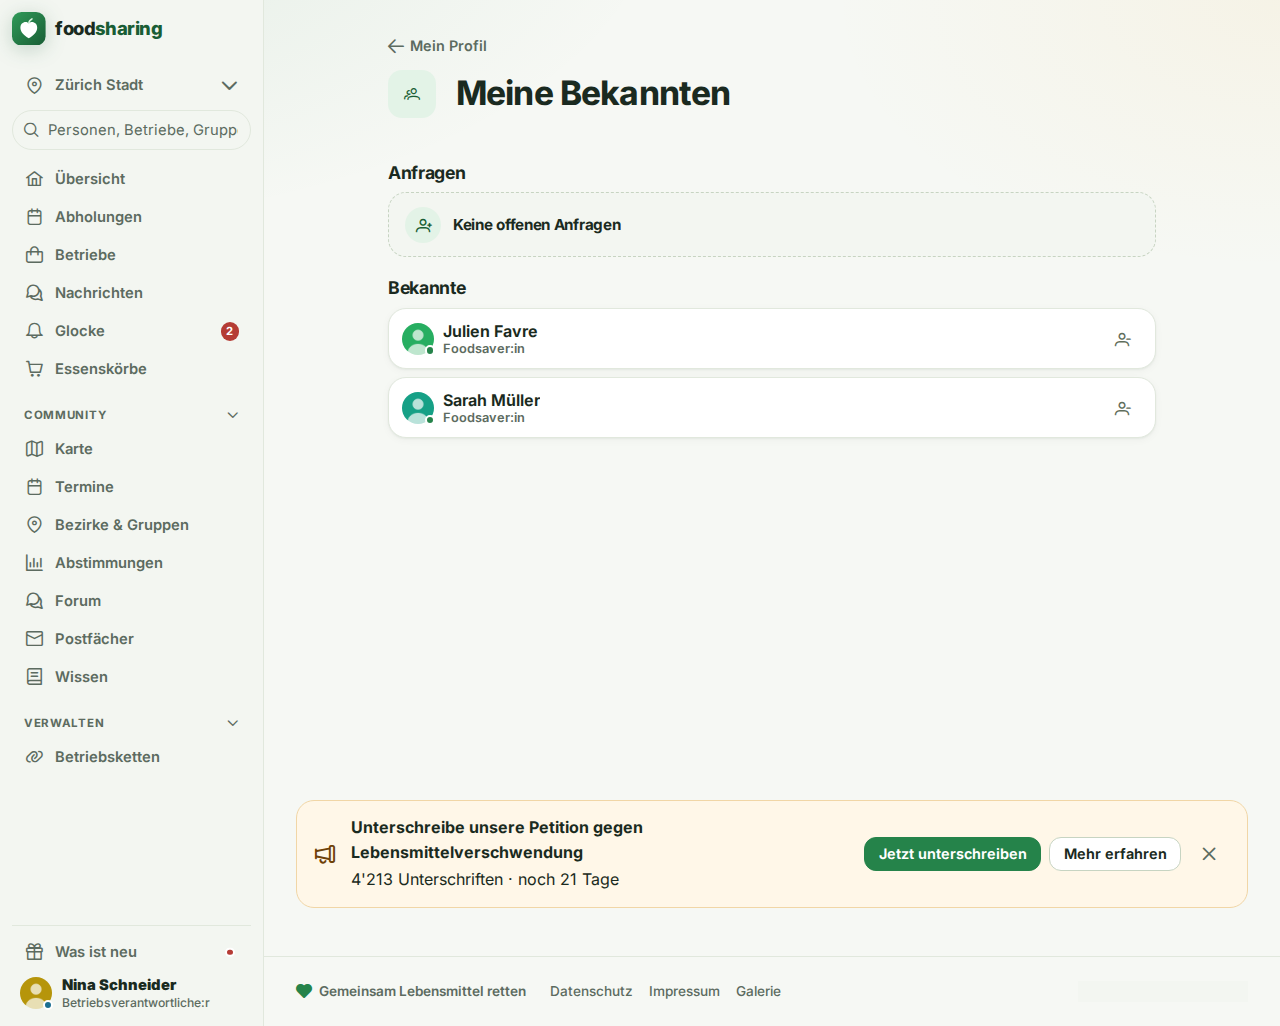 foodsharing
Zürich Stadt
Personen, Betriebe, Grupp
Übersicht
Abholungen
Betriebe
Nachrichten
Glocke 2
Essenskörbe
COMMUNITY
Karte
Termine
Bezirke & Gruppen
Abstimmungen
Forum
Postfächer
Wissen
VERWALTEN
Betriebsketten
Was ist neu
Nina Schneider
Betriebsverantwortliche:r
Mein Profil
Meine Bekannten
Anfragen
Keine offenen Anfragen
Bekannte
Julien Favre
Foodsaver:in
Sarah Müller
Foodsaver:in
Unterschreibe unsere Petition gegen
Lebensmittelverschwendung
4'213 Unterschriften · noch 21 Tage
Jetzt unterschreiben
Mehr erfahren
Gemeinsam Lebensmittel retten
Datenschutz
Impressum
Galerie